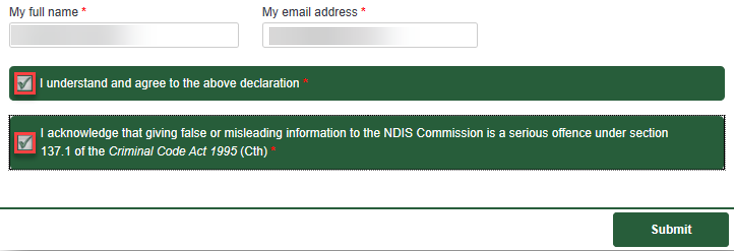 My full name * My email address *
I understand and agree to the above declaration *
I acknowledge that giving false or misleading information to the NDIS Commission is a serious offence under section
137.1 of the Criminal Code Act 1995 (Cth) *
Submit